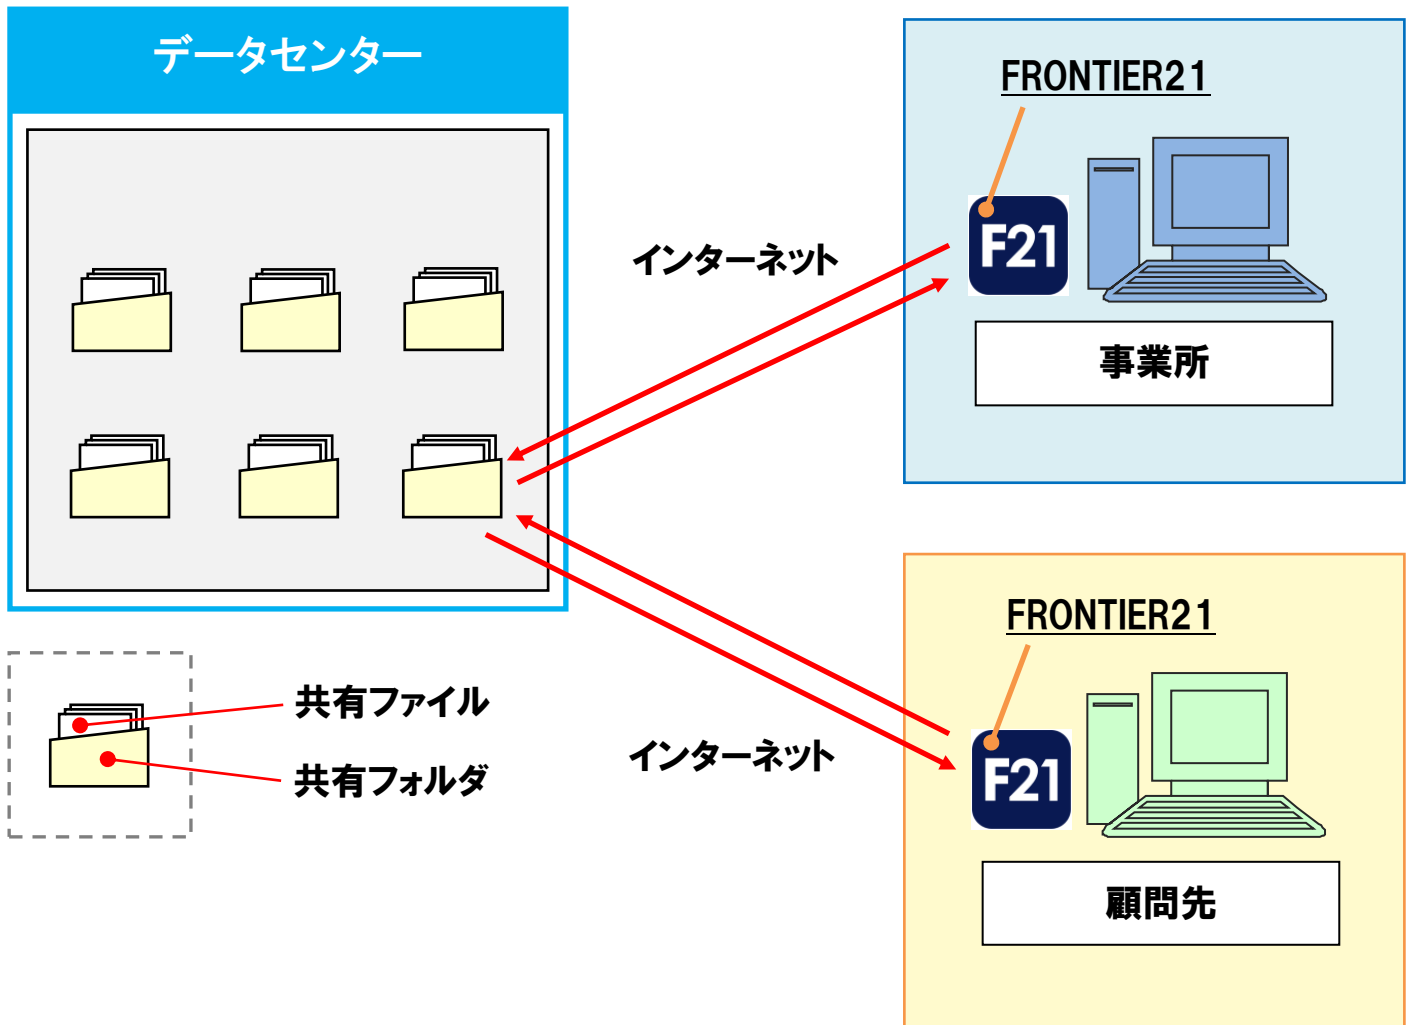 データセンター
FRONTIER21
F21
インターネット
事業所
FRONTIER21
F21
インターネット
顧問先
共有ファイル
共有フォルダ